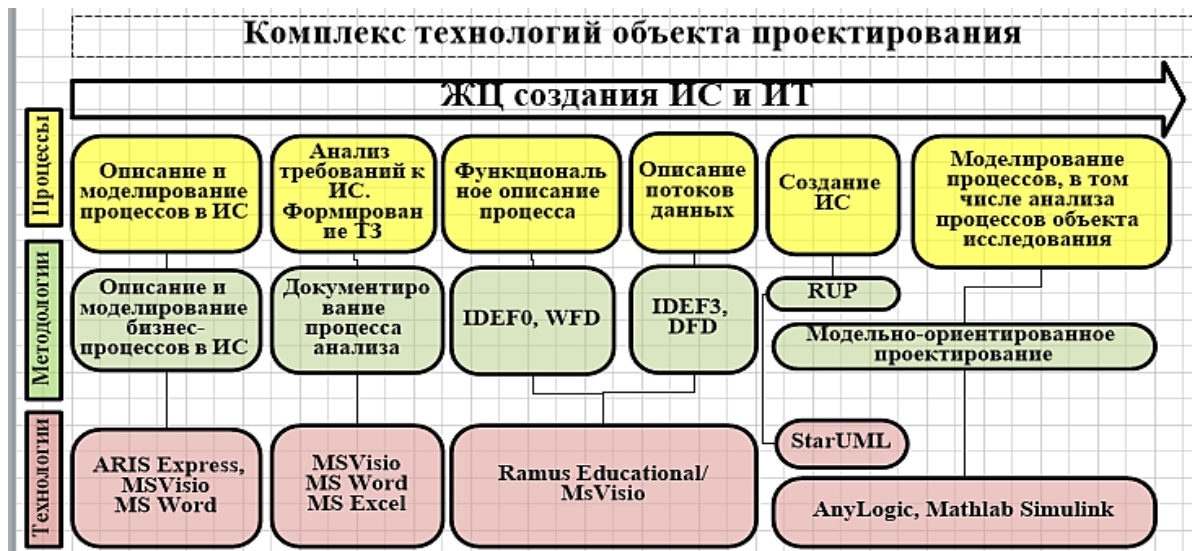 Комплекс технологий объекта проектирования
ЖЦ создания ИС и ИТ
Процессы
Описание и
моделирование
процессов в ИС
Анализ
требований к
ИС.
Формирован
ие ТЗ
Функциональ
ное описание
процесса
Описание
потоков
данных
Создание
ИС
Моделирование
процессов, в том
числе анализа
процессов объекта
исследования
Методологии
Описание и
моделирование
бизнес-
процессов в ИС
Документиро
вание
процесса
анализа
IDEF0, WFD
IDEF3,
DFD
RUP
Модельно-ориентированное
проектирование
Технологии
ARIS Express,
MSVisio
MS Word
MSVisio
MS Word
MS Excel
Ramus Educational/
MsVisio
StarUML
AnyLogic, Mathlab Simulink